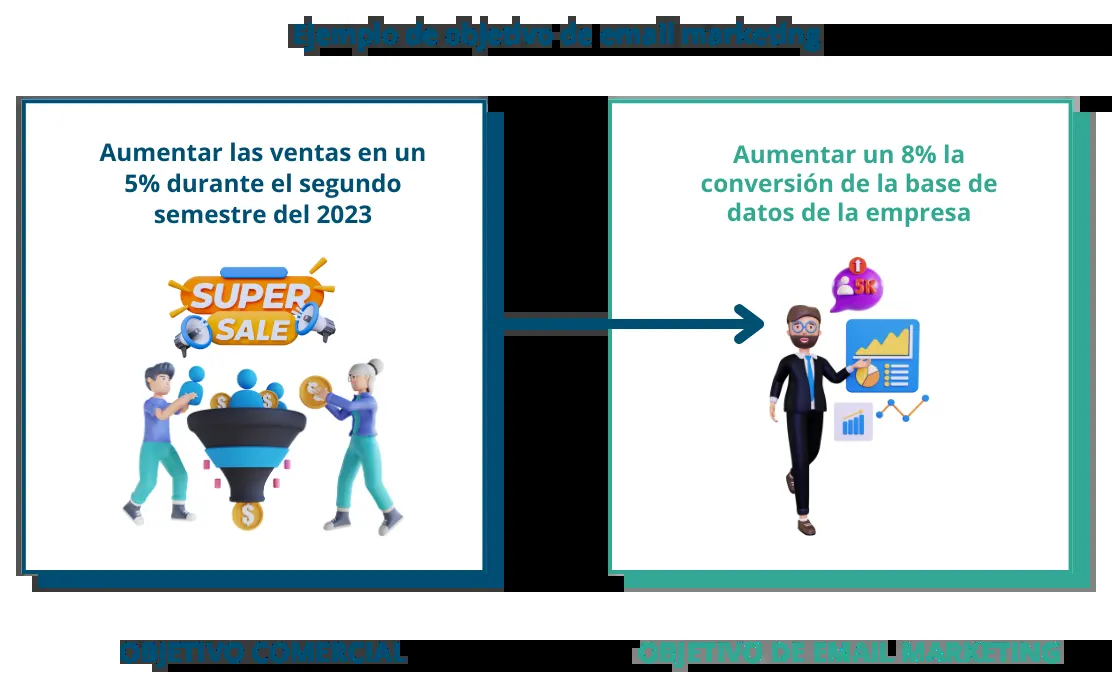 Ejemplo de objetivo de email marketing
Aumentar las ventas en un
5% durante el segundo
semestre del 2023
Aumentar un 8% la
conversión de la base de
datos de la empresa
SUPER
SALE
5K
$
$
$
$
OBJETIVO COMERCIAL
OBJETIVO DE EMAIL MARKETING